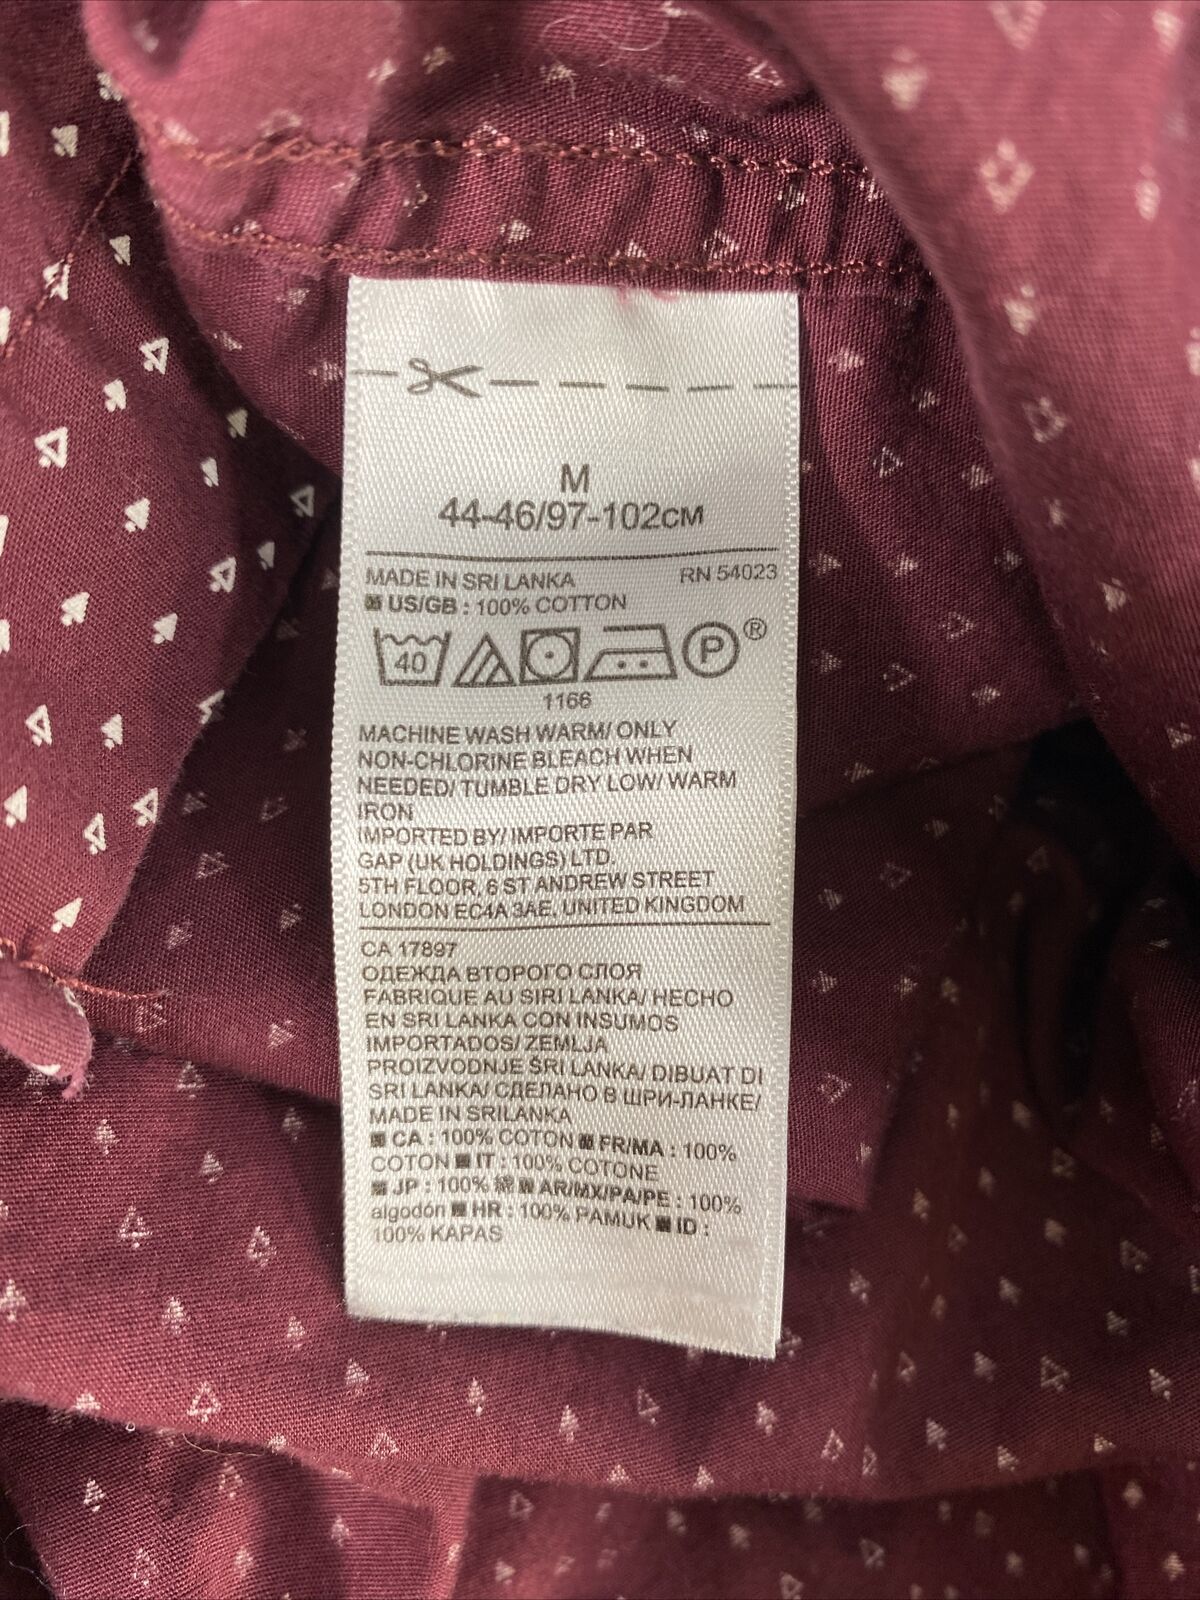 M
44-46/97-102CM
MADE IN SRI LANKA RN 54023
US/GB : 100% COTTON
40 P ®
1166
MACHINE WASH WARM/ ONLY
NON-CHLORINE BLEACH WHEN
NEEDED/ TUMBLE DRY LOW/ WARM
IRON
IMPORTED BY/ IMPORTE PAR
GAP (UK HOLDINGS) LTD.
5TH FLOOR, 6 ST ANDREW STREET
LONDON EC4A 3AE, UNITED KINGDOM
CA 17897
ОДЕЖДА ВТОРОГО СЛОЯ
FABRIQUE AU SIRI LANKA/ HECHO
EN SRI LANKA CON INSUMOS
IMPORTADOS/ ZEMLJA
PROIZVODNJE ŠRI LANKA/ DIBUAT DI
SRI LANKA/ СДЕЛАНО В ШРИ-ЛАНКЕ/
MADE IN SRILANKA
CA : 100% COTON FR/MA : 100%
COTON IT : 100% COTONE
JP : 100% 綿 AR/MX/PA/PE : 100%
algodón HR : 100% PAMUK ID :
100% KAPAS